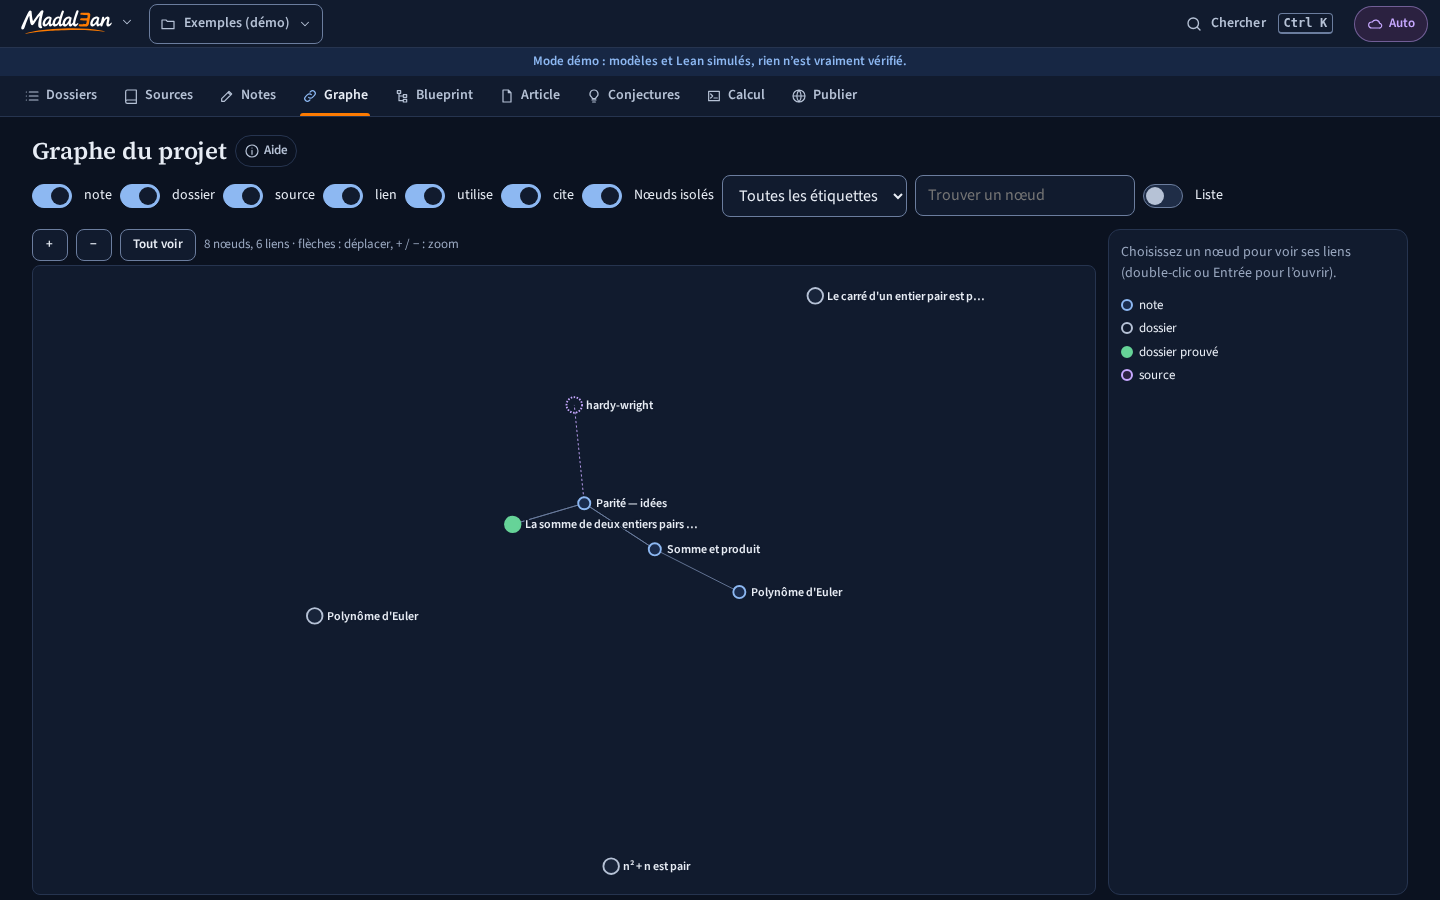 Madal3an
Exemples (démo)
Chercher Ctrl K
Auto
Mode démo : modèles et Lean simulés, rien n’est vraiment vérifié.
Dossiers Sources Notes Graphe Blueprint Article Conjectures Calcul Publier
Graphe du projet
Aide
note dossier source lien utilise cite Nœuds isolés Toutes les étiquettes Trouver un nœud Liste
+ − Tout voir 8 nœuds, 6 liens · flèches : déplacer, + / − : zoom
Choisissez un nœud pour voir ses liens
(double-clic ou Entrée pour l’ouvrir).
note
dossier
dossier prouvé
source
Le carré d'un entier pair est p…
hardy-wright
Parité — idées
La somme de deux entiers pairs …
Somme et produit
Polynôme d'Euler
Polynôme d'Euler
n² + n est pair